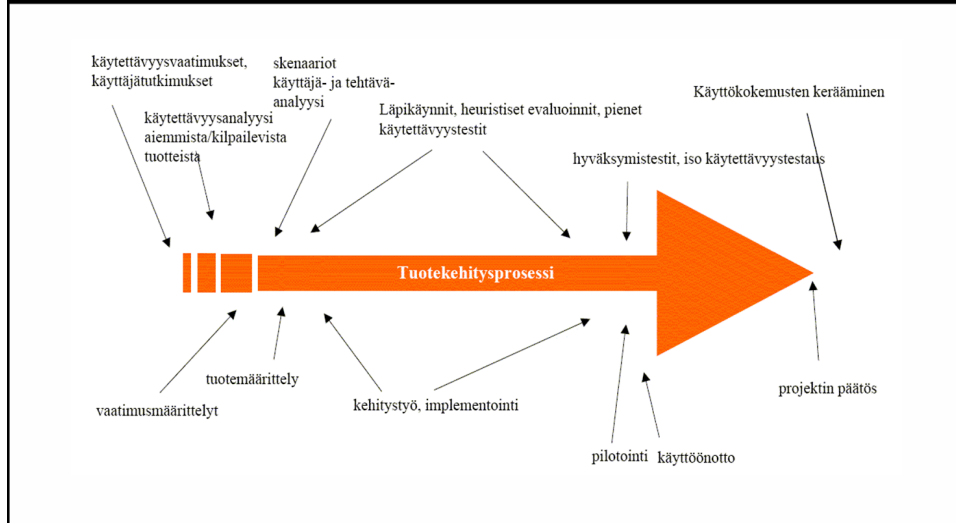 käytettävyysvaatimukset,
käyttäjätutkimukset
käytettävyysanalyysi
aiemmista/kilpailevista
tuotteista
skenaariot
käyttäjä- ja tehtävä-
analyysi
Läpikäynnit, heuristiset evaluoinnit, pienet
käytettävyystestit
hyväksymistestit, iso käytettävyystestaus
Käyttökokemusten kerääminen
Tuotekehitysprosessi
vaatimusmäärittelyt
tuotemäärittely
kehitystyö, implementointi
pilotointi
käyttöönotto
projektin päätös